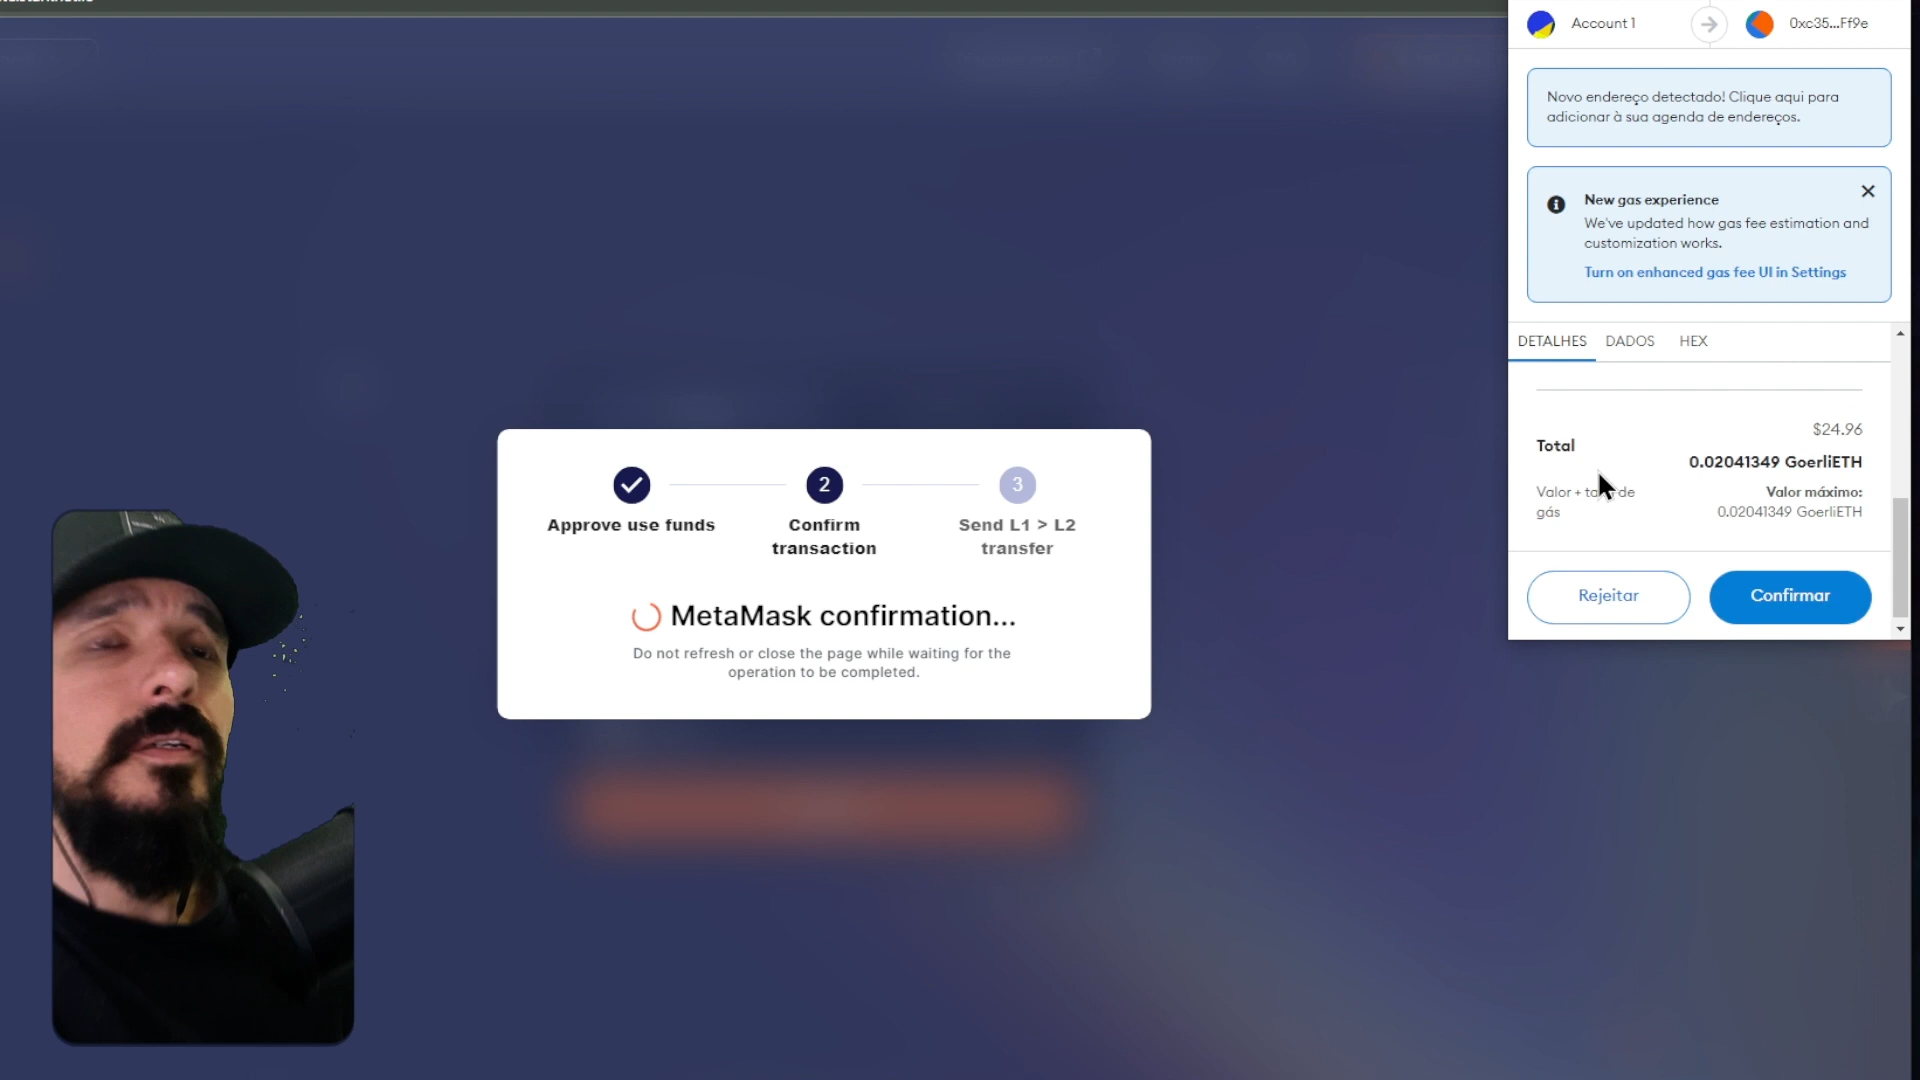 Account 1
0xc35...Ff9e
Novo endereço detectado! Clique aqui para
adicionar à sua agenda de endereços.
New gas experience
We've updated how gas fee estimation and
customization works.
Turn on enhanced gas fee UI in Settings
DETALHES DADOS HEX
$24.96
Total
0.02041349 GoerliETH
Valor + de
gás
Valor máximo:
0.02041349 GoerliETH
Rejeitar
Confirmar
2
3
Approve use funds
Confirm
transaction
Send L1 > L2
transfer
MetaMask confirmation...
Do not refresh or close the page while waiting for the
operation to be completed.